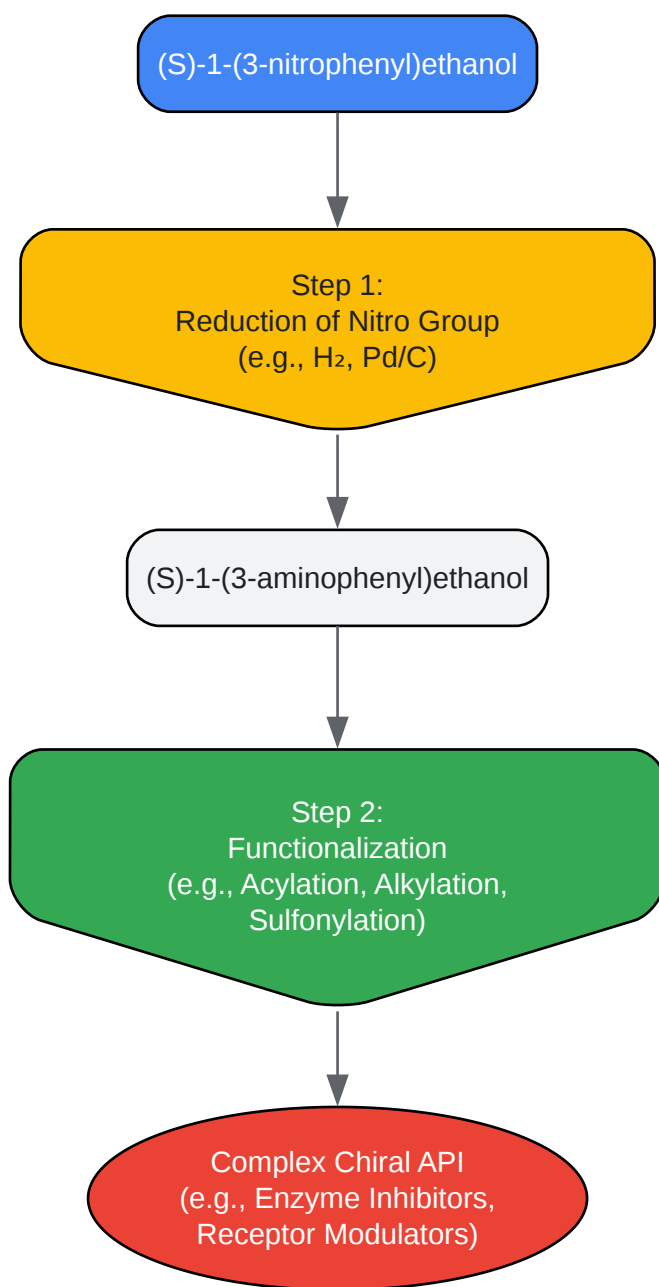 (S)-1-(3-nitrophenyl)ethanol
Step 1:
Reduction of Nitro Group
(e.g., H₂, Pd/C)
(S)-1-(3-aminophenyl)ethanol
Step 2:
Functionalization
(e.g., Acylation, Alkylation,
Sulfonylation)
Complex Chiral API
(e.g., Enzyme Inhibitors,
Receptor Modulators)